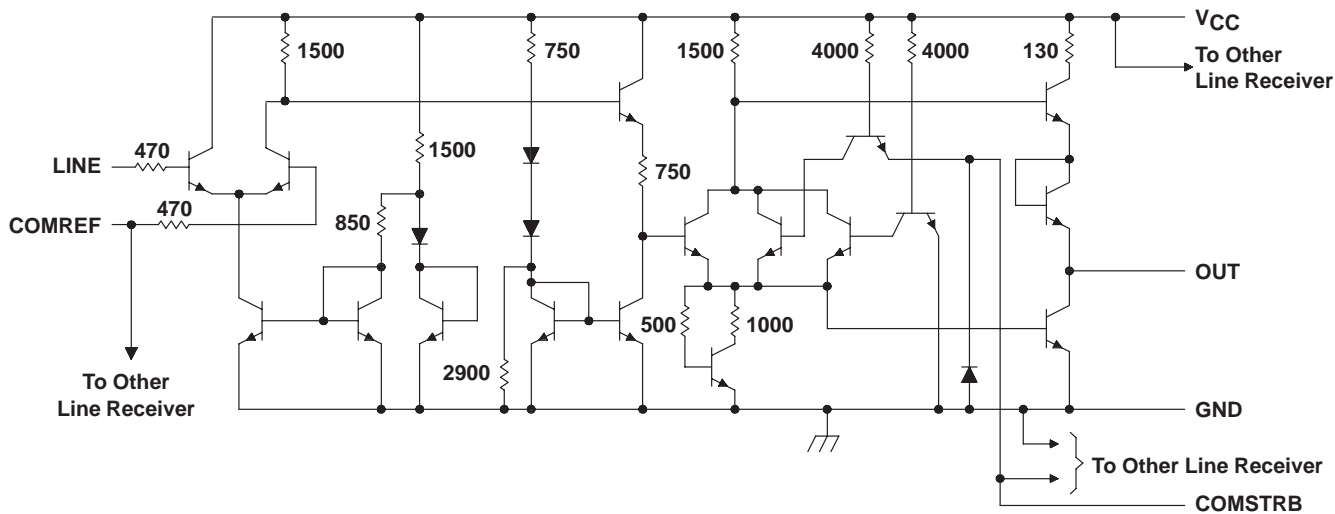 VCC
1500
750
1500
4000
4000
130
To Other
Line Receiver
LINE
470
1500
750
COMREF
470
850
OUT
500
1000
2900
To Other
Line Receiver
GND
To Other Line Receiver
COMSTRB